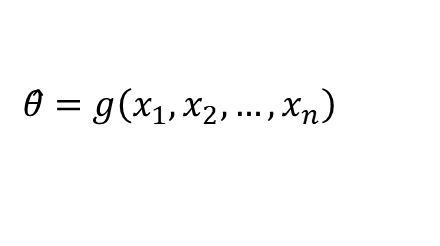 θ̂ = g(x₁, x₂, …, xₙ)